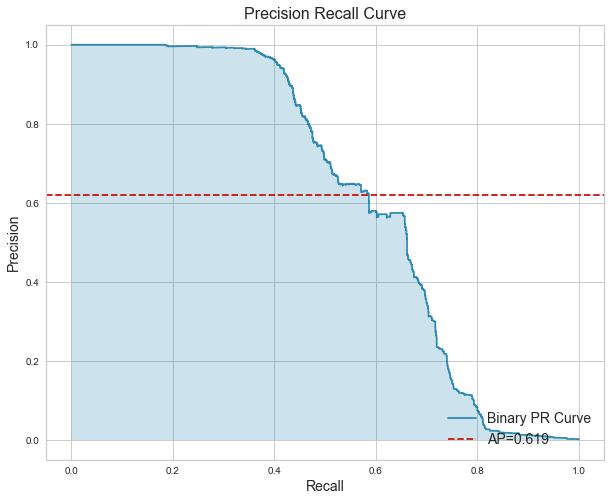 Precision Recall Curve
1.0
0.8
0.6
0.4
0.2
0.0
Precision
0.0 0.2 0.4 0.6 0.8 1.0
Recall
Binary PR Curve
AP=0.619